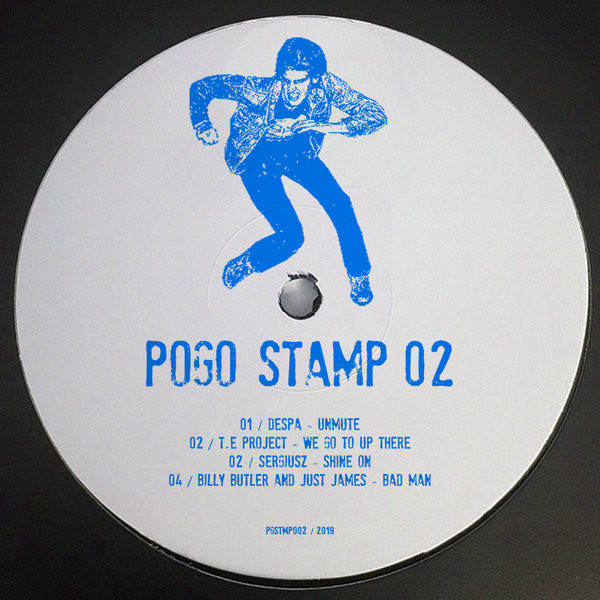 POGO STAMP 02
01 / DESPA - UNMUTE
02 / T.E PROJECT - WE GO TO UP THERE
02 / SERGIUSZ - SHINE ON
04 / BILLY BUTLER AND JUST JAMES - BAD MAN
PGSTMP002 / 2019